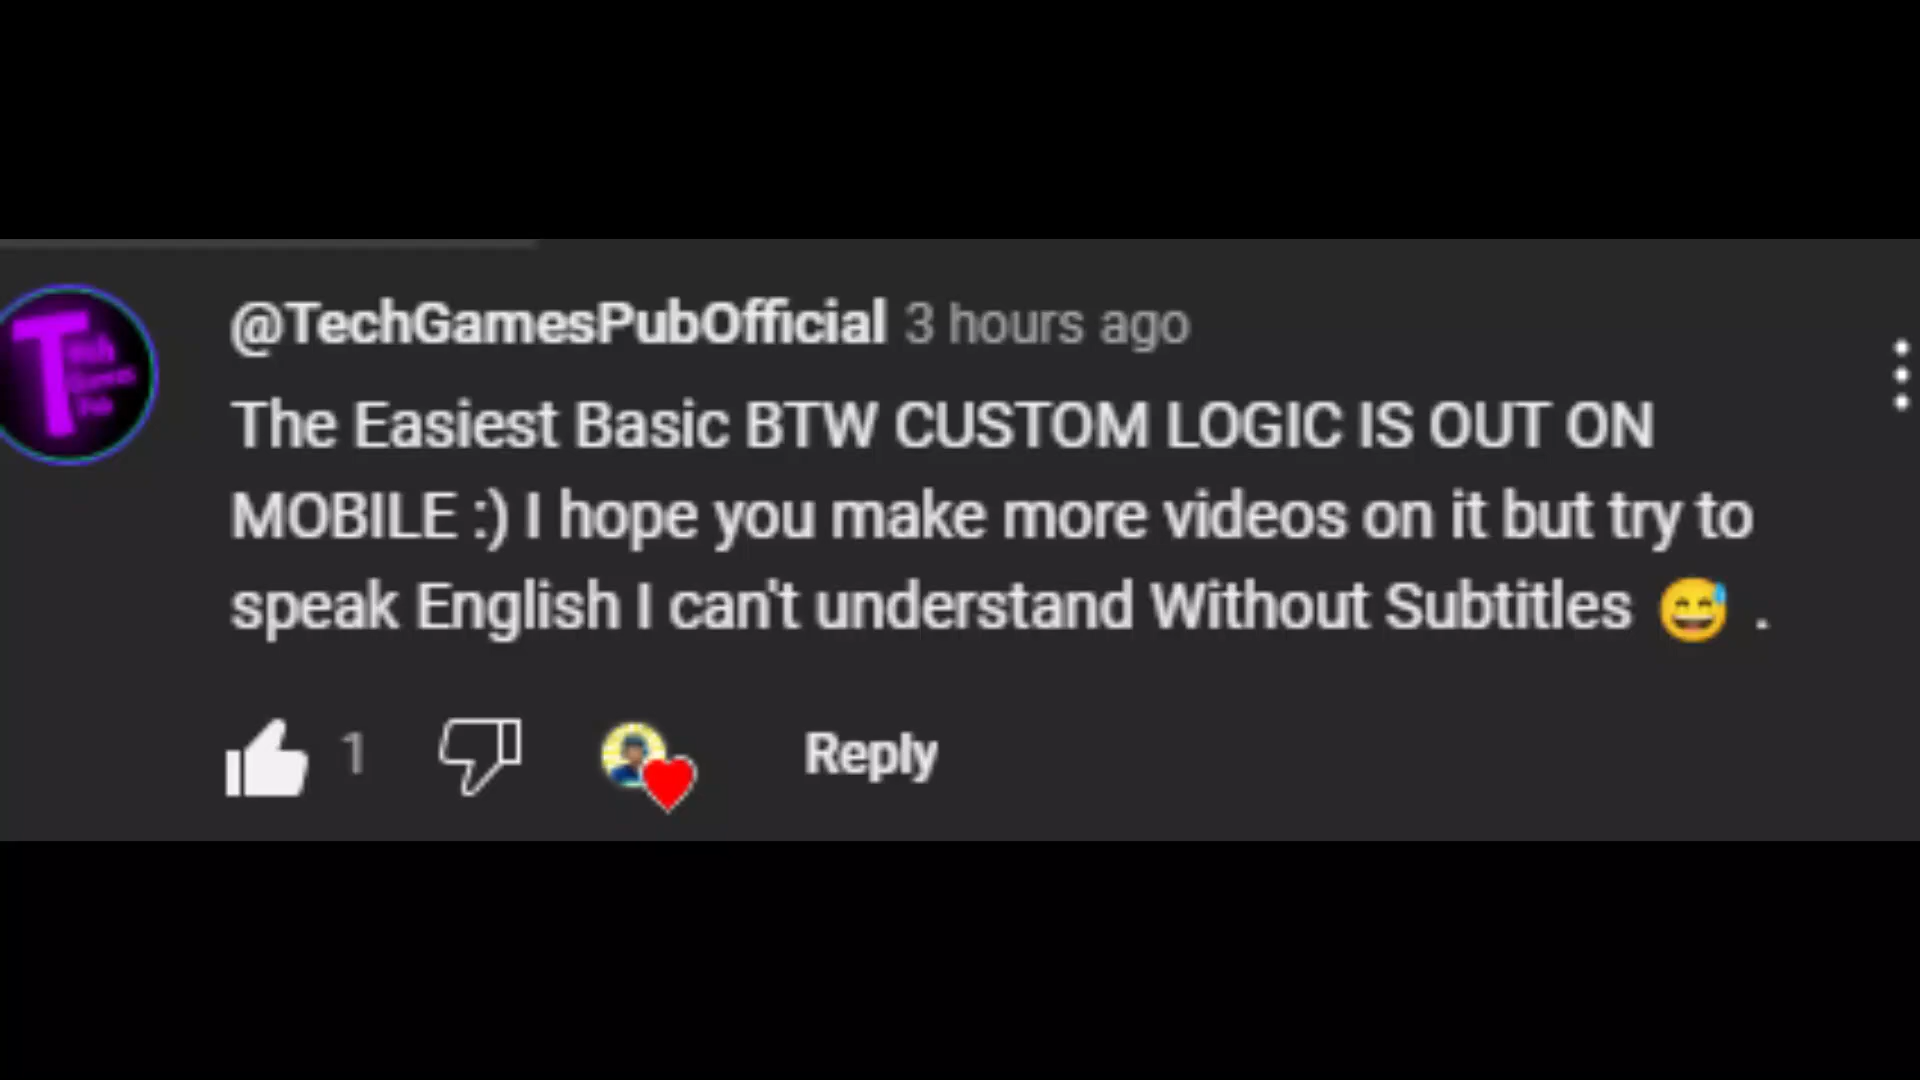 @TechGamesPubOfficial 3 hours ago
The Easiest Basic BTW CUSTOM LOGIC IS OUT ON
MOBILE :) I hope you make more videos on it but try to
speak English I can't understand Without Subtitles 😅 .
1 Reply